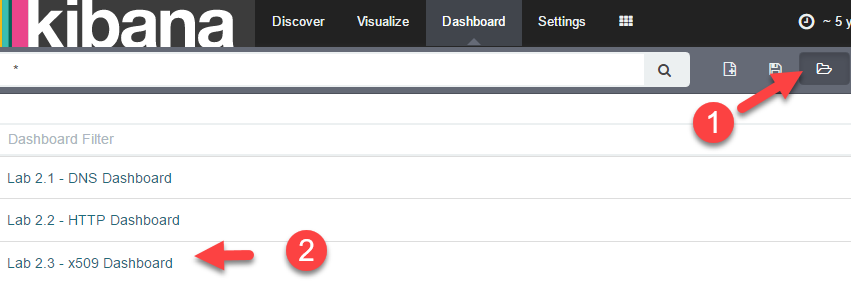 kibana Discover Visualize Dashboard Settings ~ 5 y
*
1
Dashboard Filter
Lab 2.1 - DNS Dashboard
Lab 2.2 - HTTP Dashboard
2
Lab 2.3 - x509 Dashboard